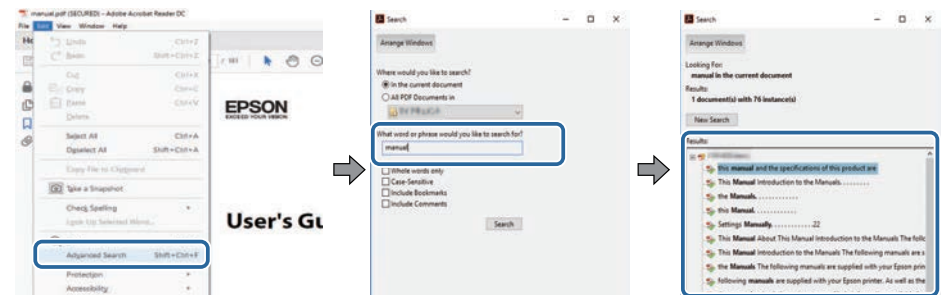 manual.pdf (SECURED) - Adobe Acrobat Reader DC
File Edit View Window Help
Undo Ctrl+Z
Redo Shift+Ctrl+Z
Cut Ctrl+X
Copy Ctrl+C
Paste Ctrl+V
Delete
Select All Ctrl+A
Deselect All Shift+Ctrl+A
Copy File to Clipboard
Take a Snapshot
Check Spelling
Look Up Selected Word...
Advanced Search Shift+Ctrl+F
Protection
Accessibility
/ 181
EPSON
EXCEED YOUR VISION
User's Gu
Search
Arrange Windows
Where would you like to search?
In the current document
All PDF Documents in
What word or phrase would you like to search for?
manual
Whole words only
Case-Sensitive
Include Bookmarks
Include Comments
Search
Search
Arrange Windows
Looking For:
manual in the current document
Results:
1 document(s) with 76 instance(s)
New Search
Results:
this manual and the specifications of this product are
This Manual Introduction to the Manuals. . . . . . . . .
the Manuals. . . . . . . . . . . . .
this Manual. . . . . . . . . . . . .
Settings Manually. . . . . . . . . . . . .22
This Manual About This Manual Introduction to the Manuals The follo
This Manual Introduction to the Manuals The following manuals are s
the Manuals The following manuals are supplied with your Epson prin
following manuals are supplied with your Epson printer. As well as the